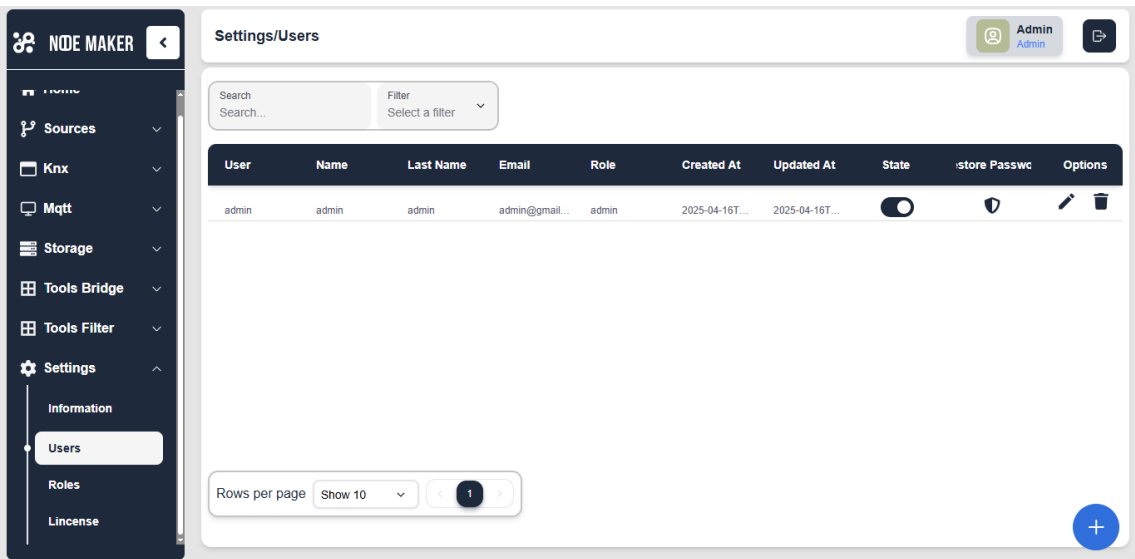 NODE MAKER
Home
Sources
Knx
Mqtt
Storage
Tools Bridge
Tools Filter
Settings
Information
Users
Roles
Lincense
Settings/Users
Admin
Admin
Search
Search...
Filter
Select a filter
User Name Last Name Email Role Created At Updated At State store Passwo Options
admin admin admin admin@gmail... admin 2025-04-16T... 2025-04-16T...
Rows per page Show 10 1